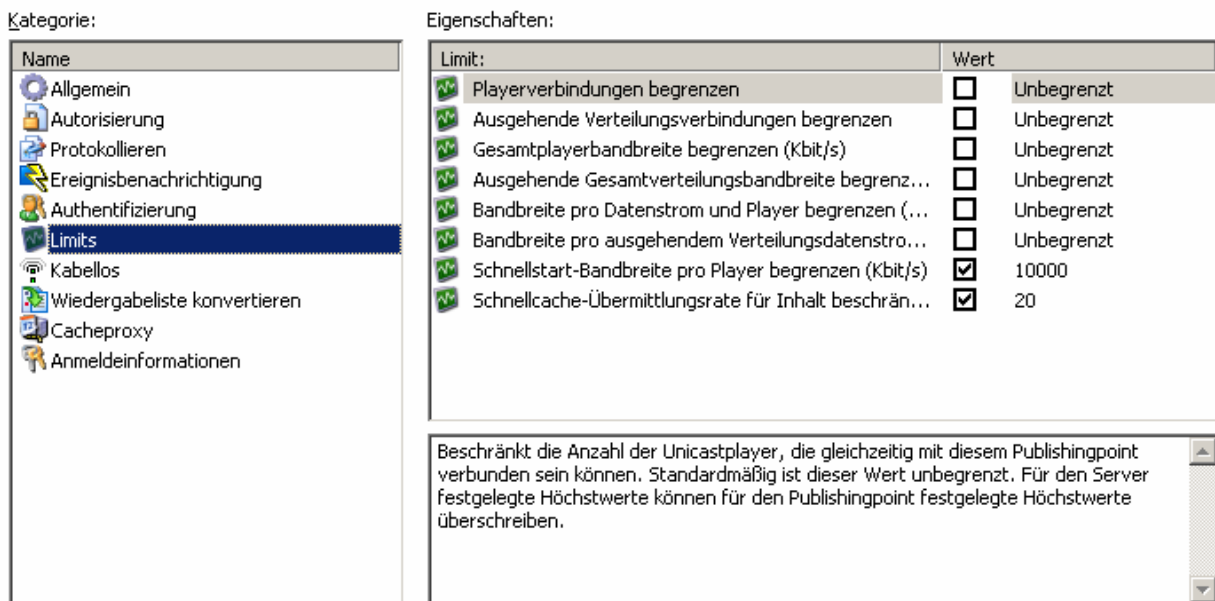 Kategorie:
Name
Allgemein
Autorisierung
Protokollieren
Ereignisbenachrichtigung
Authentifizierung
Limits
Kabellos
Wiedergabeliste konvertieren
Cacheproxy
Anmeldeinformationen
Eigenschaften:
Limit: Wert
Playerverbindungen begrenzen Unbegrenzt
Ausgehende Verteilungsverbindungen begrenzen Unbegrenzt
Gesamtplayerbandbreite begrenzen (Kbit/s) Unbegrenzt
Ausgehende Gesamtverteilungsbandbreite begrenz... Unbegrenzt
Bandbreite pro Datenstrom und Player begrenzen (... Unbegrenzt
Bandbreite pro ausgehendem Verteilungsdatenstro... Unbegrenzt
Schnellstart-Bandbreite pro Player begrenzen (Kbit/s) 10000
Schnellcache-Übermittlungsrate für Inhalt beschrän... 20
Beschränkt die Anzahl der Unicastplayer, die gleichzeitig mit diesem Publishingpoint
verbunden sein können. Standardmäßig ist dieser Wert unbegrenzt. Für den Server
festgelegte Höchstwerte können für den Publishingpoint festgelegte Höchstwerte
überschreiben.